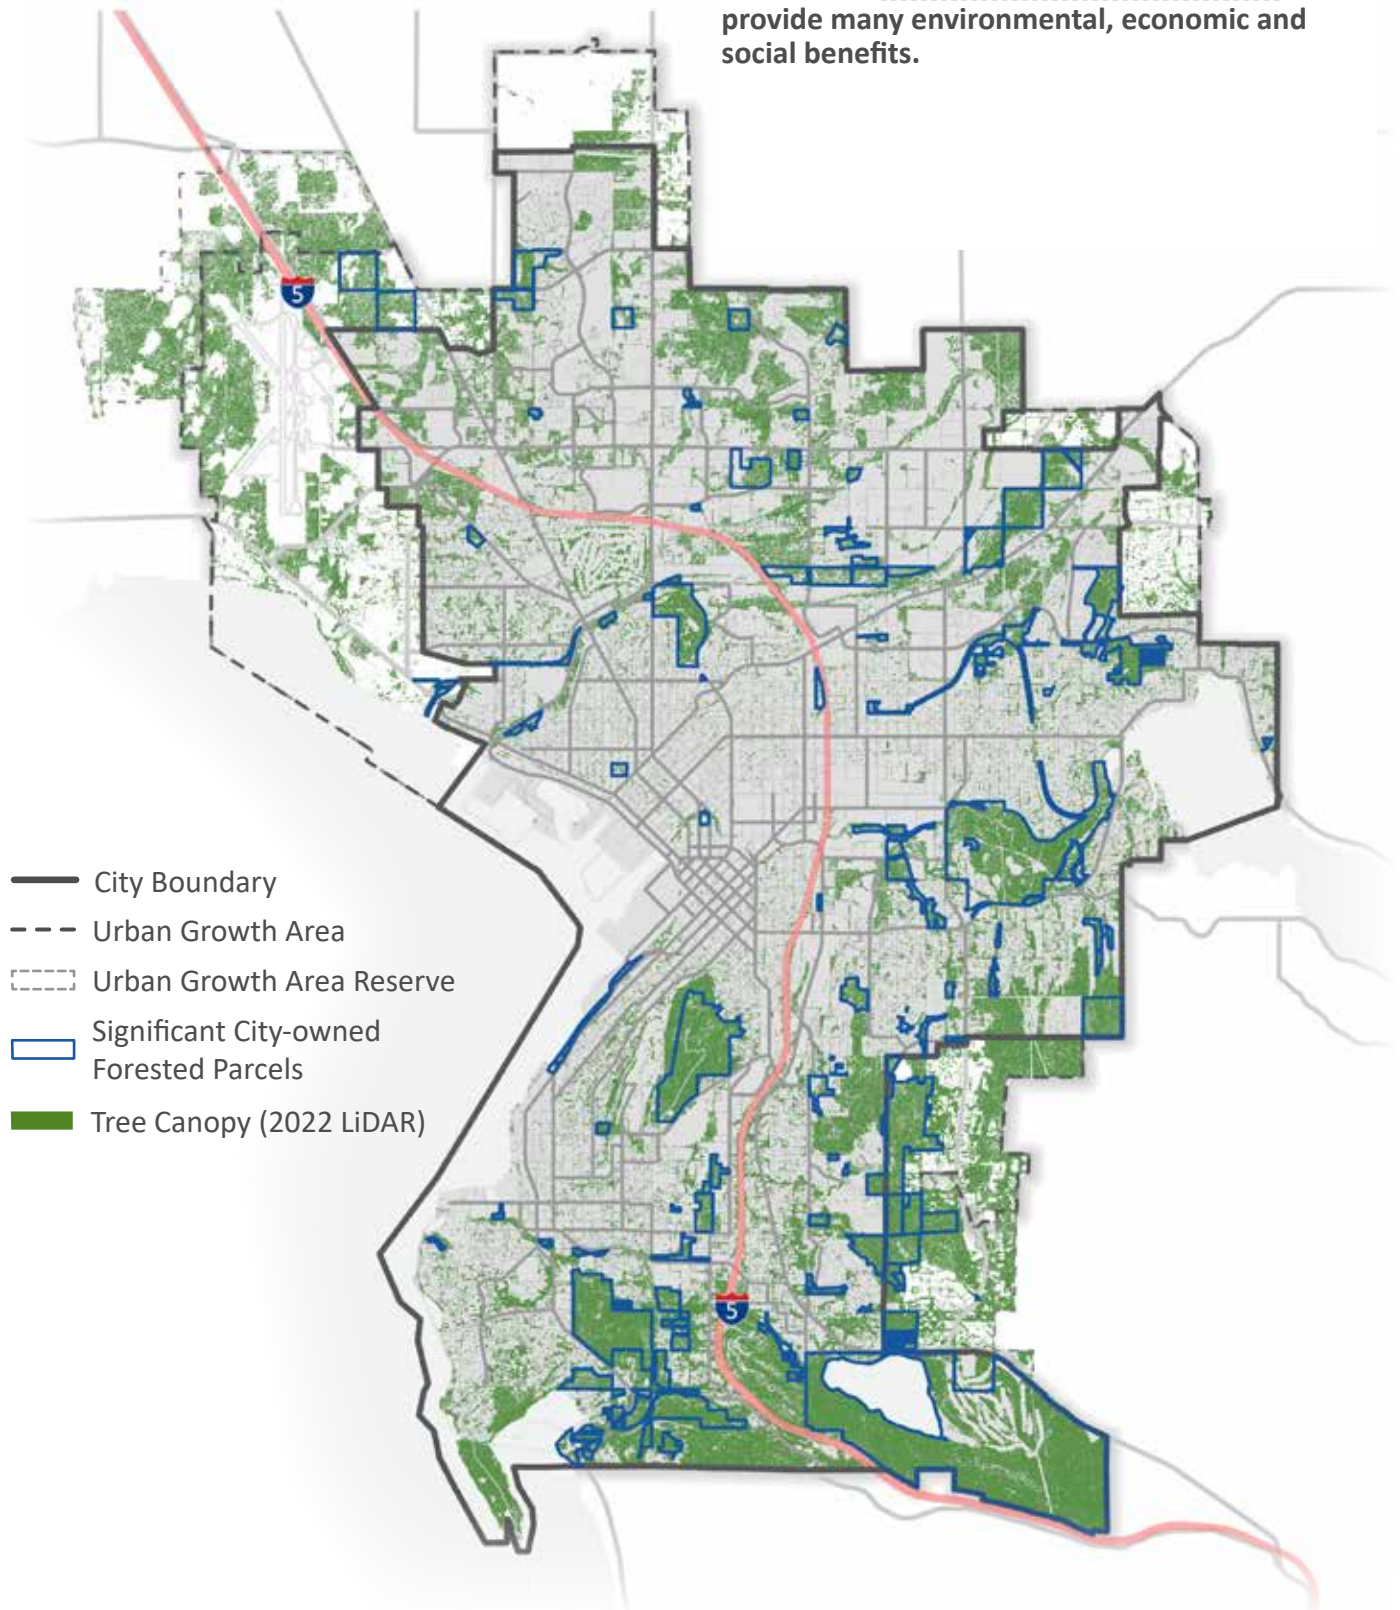 provide many environmental, economic and
social benefits.
5
City Boundary
Urban Growth Area
Urban Growth Area Reserve
Significant City-owned
Forested Parcels
Tree Canopy (2022 LiDAR)
5